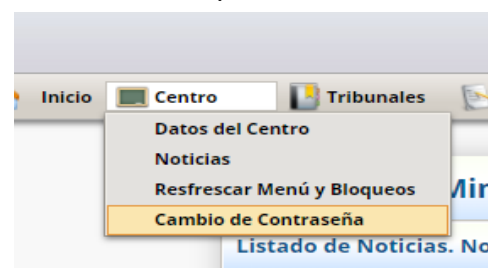 Inicio Centro Tribunales
Datos del Centro
Noticias
Resfrescar Menú y Bloqueos
Cambio de Contraseña
Listado de Noticias. No